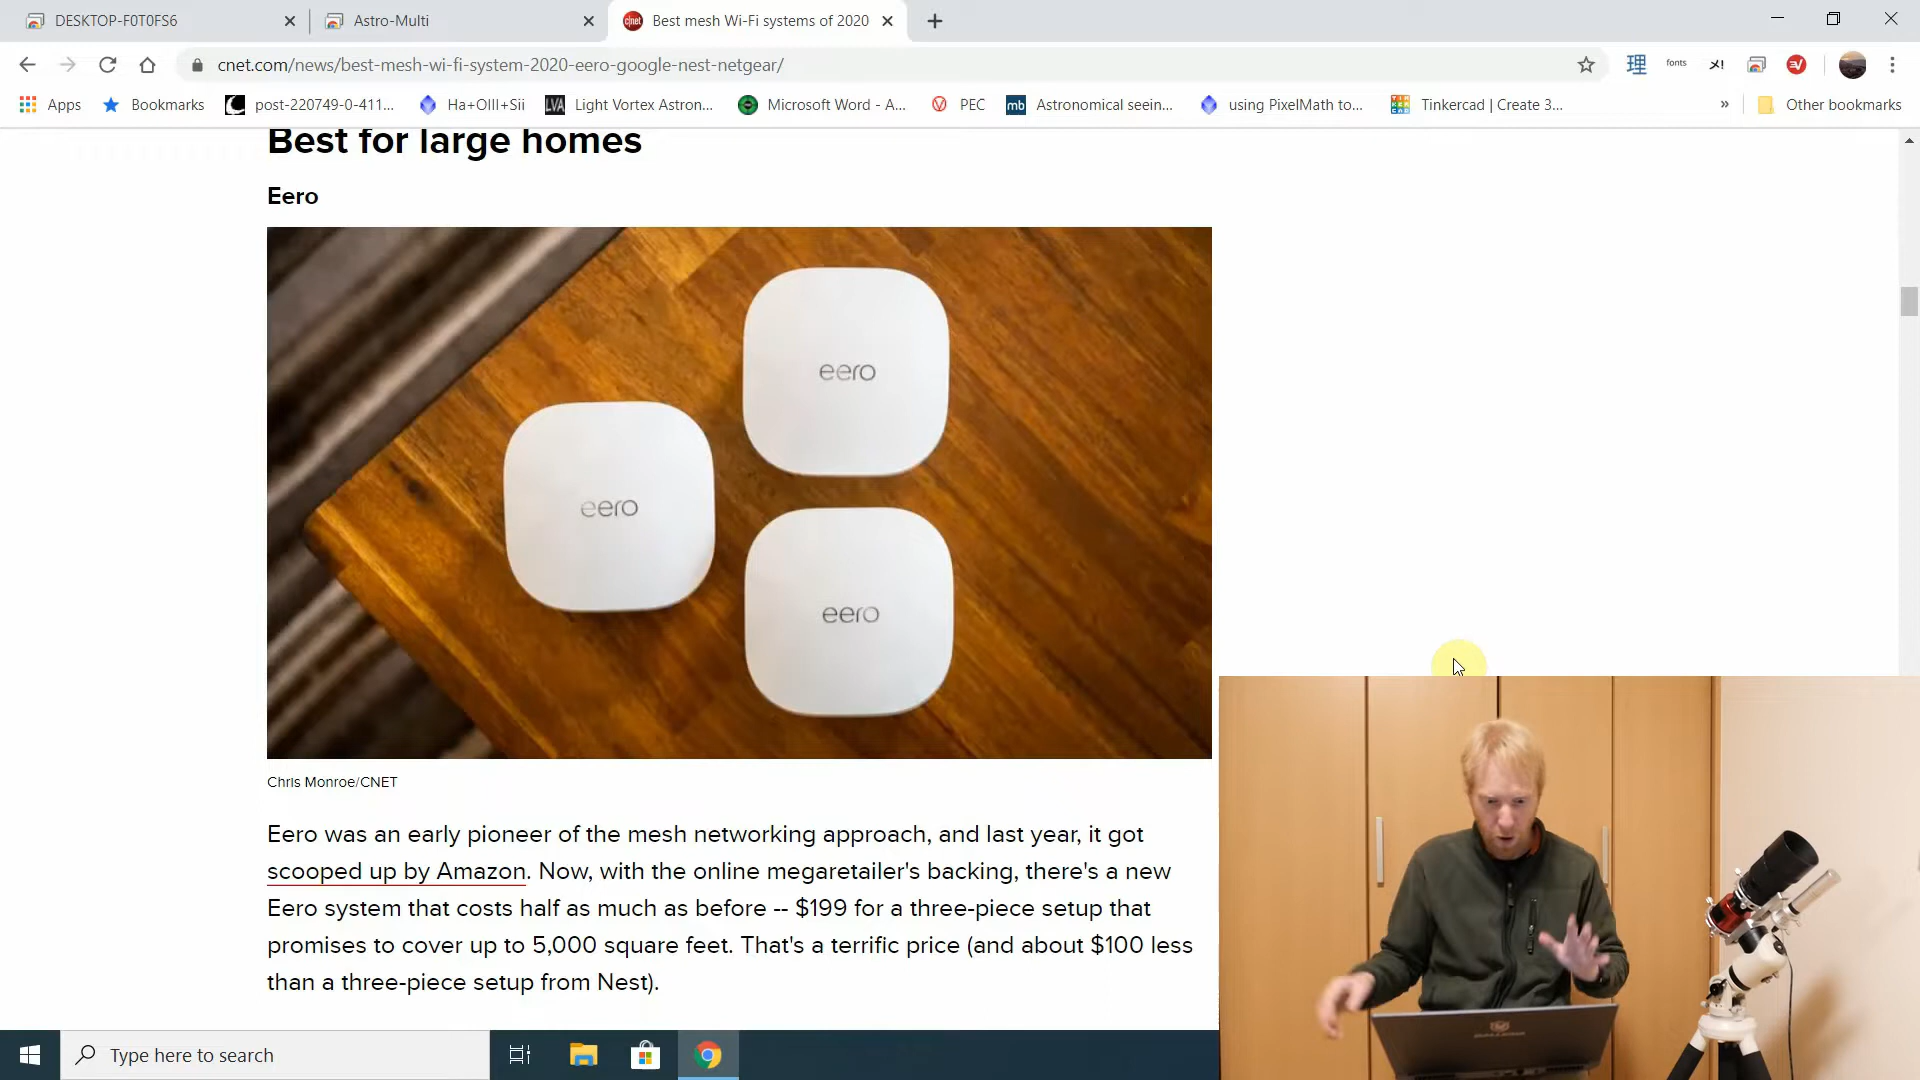 DESKTOP-F0T0FS6
Astro-Multi
cnet
Best mesh Wi-Fi systems of 2020
cnet.com/news/best-mesh-wi-fi-system-2020-eero-google-nest-netgear/
理
fonts
Apps
Bookmarks
post-220749-0-411...
Ha+OIII+Sii
LVA
Light Vortex Astron...
Microsoft Word - A...
PEC
mb
Astronomical seein...
using PixelMath to...
Tinkercad | Create 3...
»
Other bookmarks
Best for large homes
Eero
eero
eero
eero
Chris Monroe/CNET
Eero was an early pioneer of the mesh networking approach, and last year, it got
scooped up by Amazon. Now, with the online megaretailer's backing, there's a new
Eero system that costs half as much as before -- $199 for a three-piece setup that
promises to cover up to 5,000 square feet. That's a terrific price (and about $100 less
than a three-piece setup from Nest).
Type here to search